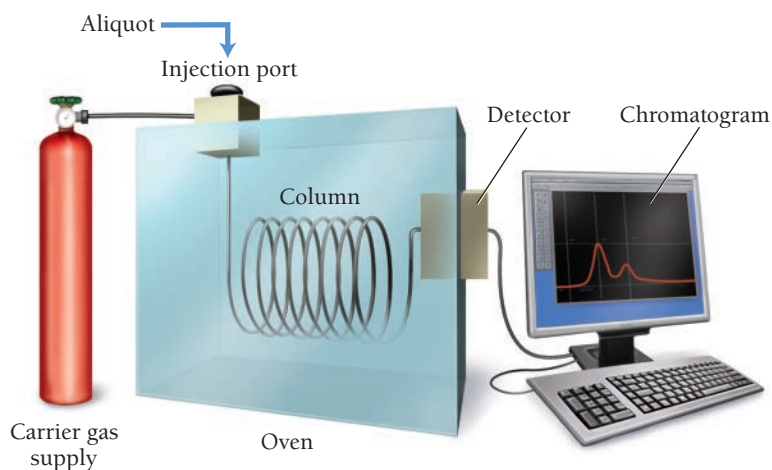 Aliquot
Injection port
Detector
Chromatogram
Column
Carrier gas
supply
Oven